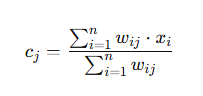 c_j = \frac{\sum_{i=1}^{n} w_{ij} \cdot x_i}{\sum_{i=1}^{n} w_{ij}}